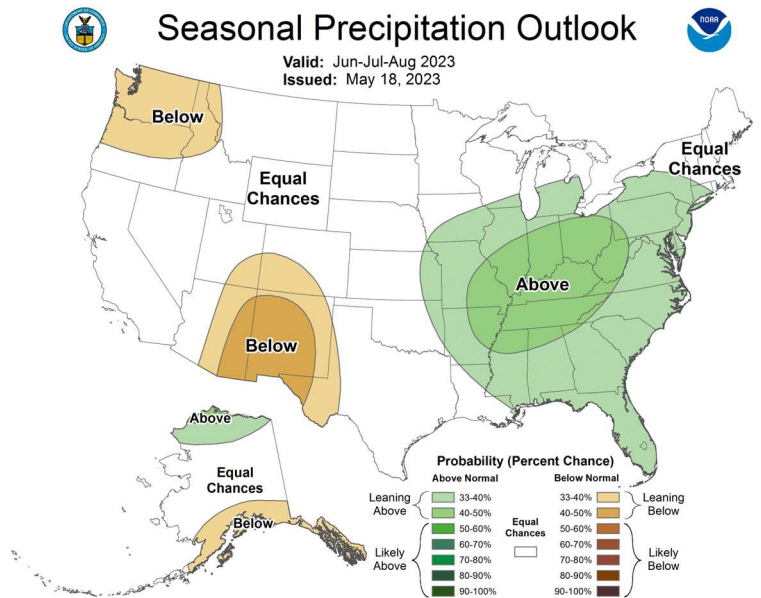 Seasonal Precipitation Outlook
NOAA
Valid: Jun-Jul-Aug 2023
Issued: May 18, 2023
Below
Equal
Chances
Equal
Chances
Above
Below
Above
Equal
Chances
Below
Probability (Percent Chance)
Above Normal
Below Normal
Leaning
Above
33-40%
40-50%
Likely
Above
50-60%
60-70%
70-80%
80-90%
90-100%
Equal
Chances
33-40%
40-50%
Leaning
Below
50-60%
60-70%
70-80%
80-90%
90-100%
Likely
Below